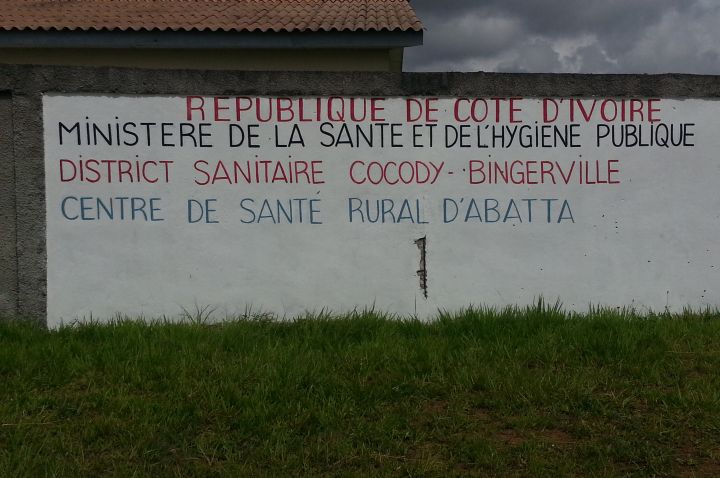 REPUBLIQUE DE CÔTE D'IVOIRE
MINISTERE DE LA SANTE ET DE L'HYGIENE PUBLIQUE
DISTRICT SANITAIRE COCODY - BINGERVILLE
CENTRE DE SANTÉ RURAL D'ABATTA